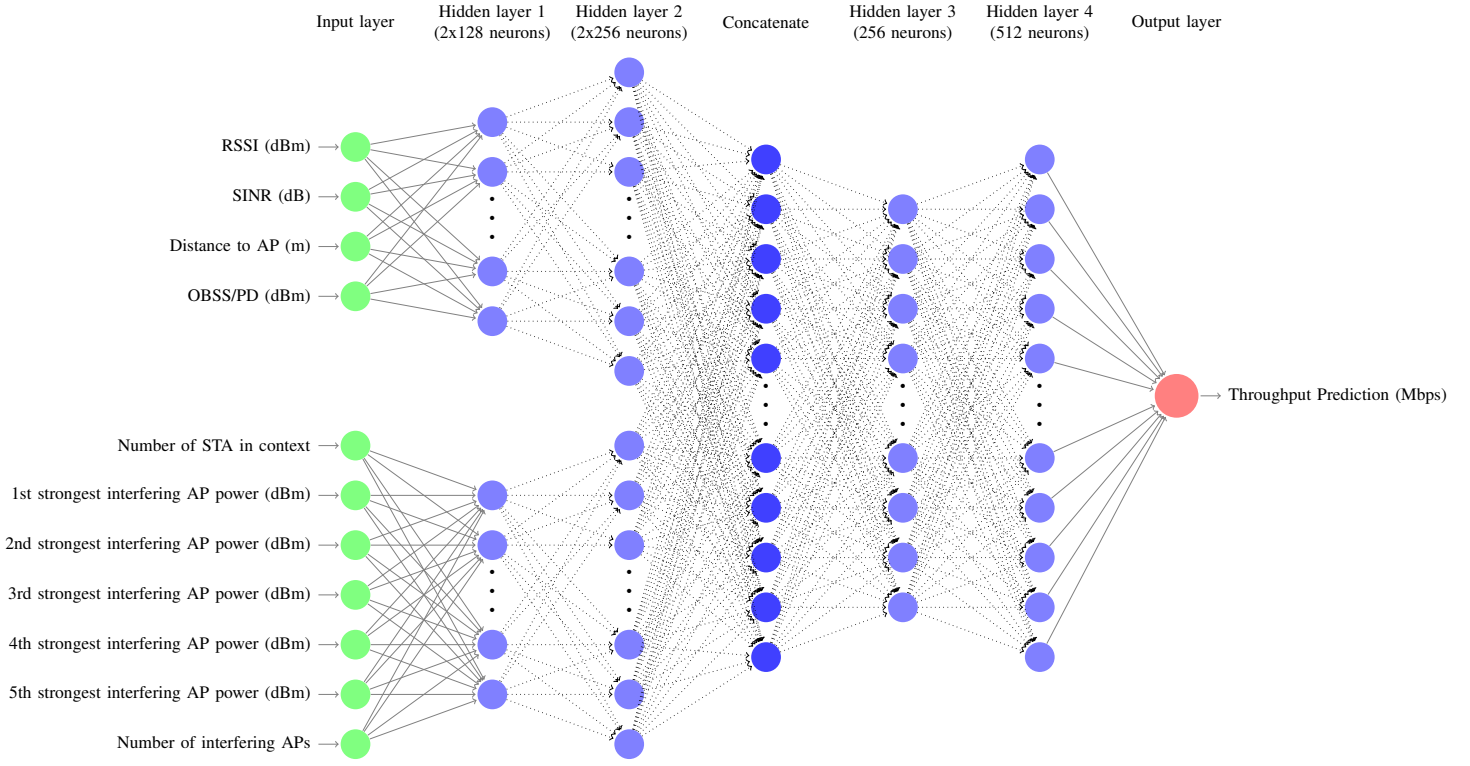 Input layer
Hidden layer 1
(2x128 neurons)
Hidden layer 2
(2x256 neurons)
Concatenate
Hidden layer 3
(256 neurons)
Hidden layer 4
(512 neurons)
Output layer
RSSI (dBm)
SINR (dB)
Distance to AP (m)
OBSS/PD (dBm)
Number of STA in context
1st strongest interfering AP power (dBm)
2nd strongest interfering AP power (dBm)
3rd strongest interfering AP power (dBm)
4th strongest interfering AP power (dBm)
5th strongest interfering AP power (dBm)
Number of interfering APs
Throughput Prediction (Mbps)